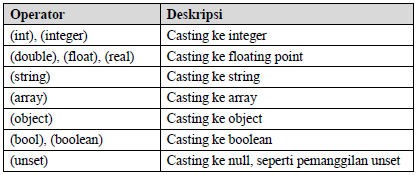 Operator Deskripsi
(int), (integer) Casting ke integer
(double), (float), (real) Casting ke floating point
(string) Casting ke string
(array) Casting ke array
(object) Casting ke object
(bool), (boolean) Casting ke boolean
(unset) Casting ke null, seperti pemanggilan unset